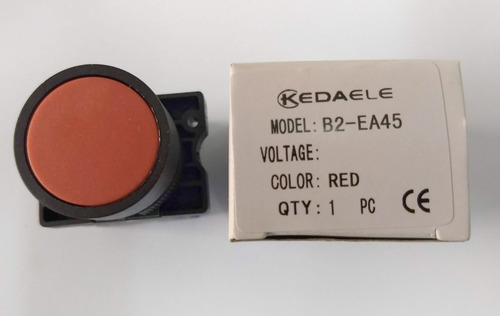 KEDAELE
MODEL: B2-EA45
VOLTAGE:
COLOR: RED
QTY: 1 PC CE